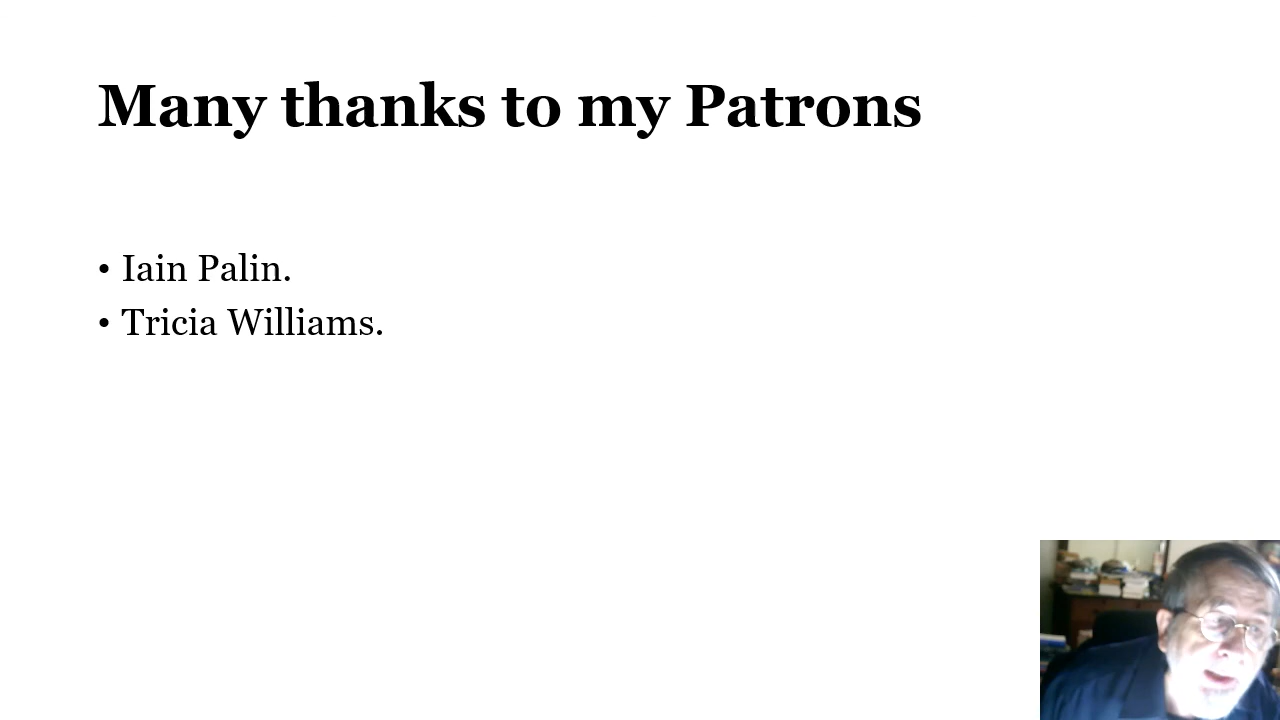 Many thanks to my Patrons
• Iain Palin.
• Tricia Williams.